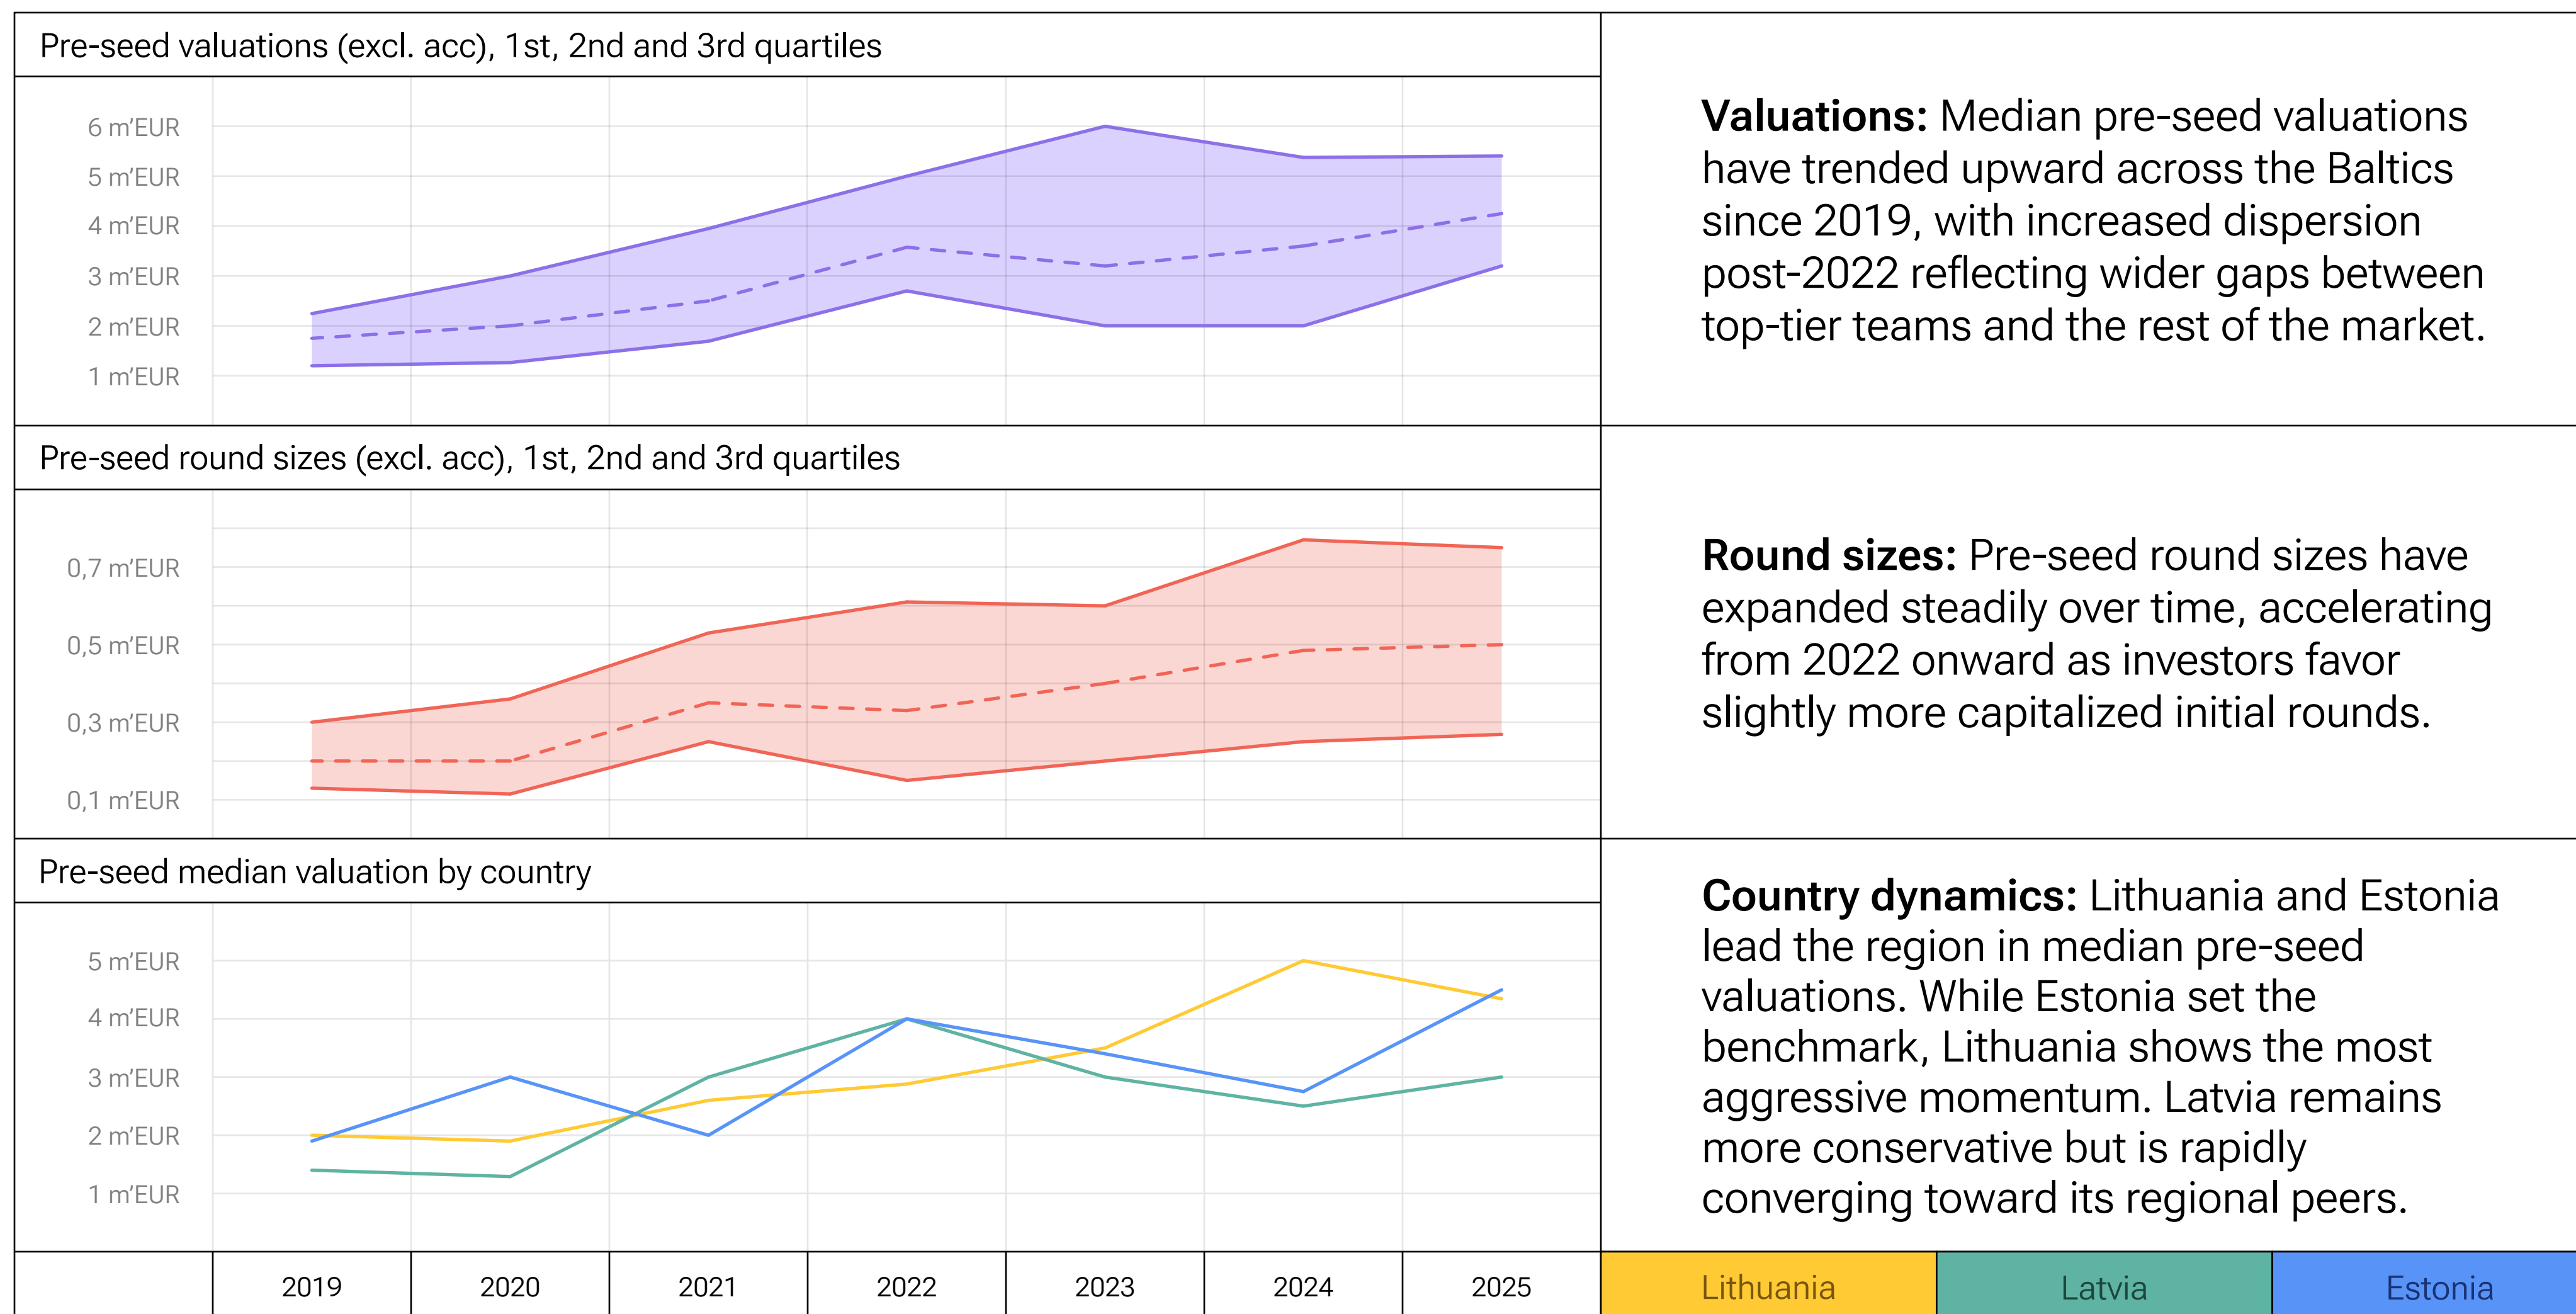 Pre-seed valuations (excl. acc), 1st, 2nd and 3rd quartiles
6 m’EUR
5 m’EUR
4 m’EUR
3 m’EUR
2 m’EUR
1 m’EUR
Valuations: Median pre-seed valuations
have trended upward across the Baltics
since 2019, with increased dispersion
post-2022 reflecting wider gaps between
top-tier teams and the rest of the market.
Pre-seed round sizes (excl. acc), 1st, 2nd and 3rd quartiles
0,7 m’EUR
0,5 m’EUR
0,3 m’EUR
0,1 m’EUR
Round sizes: Pre-seed round sizes have
expanded steadily over time, accelerating
from 2022 onward as investors favor
slightly more capitalized initial rounds.
Pre-seed median valuation by country
5 m’EUR
4 m’EUR
3 m’EUR
2 m’EUR
1 m’EUR
Country dynamics: Lithuania and Estonia
lead the region in median pre-seed
valuations. While Estonia set the
benchmark, Lithuania shows the most
aggressive momentum. Latvia remains
more conservative but is rapidly
converging toward its regional peers.
2019 2020 2021 2022 2023 2024 2025
Lithuania Latvia Estonia